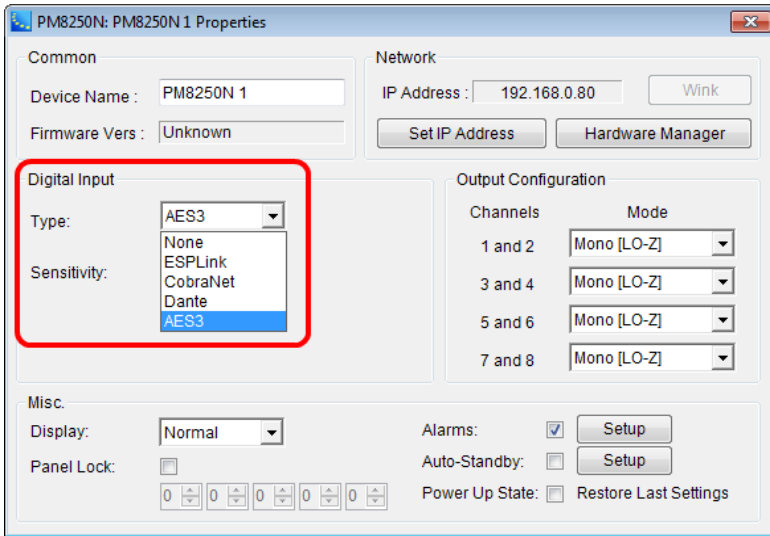 PM8250N: PM8250N 1 Properties
Common
Device Name :
PM8250N 1
Firmware Vers :
Unknown
Network
IP Address :
192.168.0.80
Wink
Set IP Address
Hardware Manager
Digital Input
Type:
AES3
None
ESPLink
CobraNet
Dante
AES3
Sensitivity:
Output Configuration
Channels Mode
1 and 2 Mono [LO-Z]
3 and 4 Mono [LO-Z]
5 and 6 Mono [LO-Z]
7 and 8 Mono [LO-Z]
Misc.
Display:
Normal
Panel Lock:
0 0 0 0 0
Alarms: Setup
Auto-Standby: Setup
Power Up State: Restore Last Settings